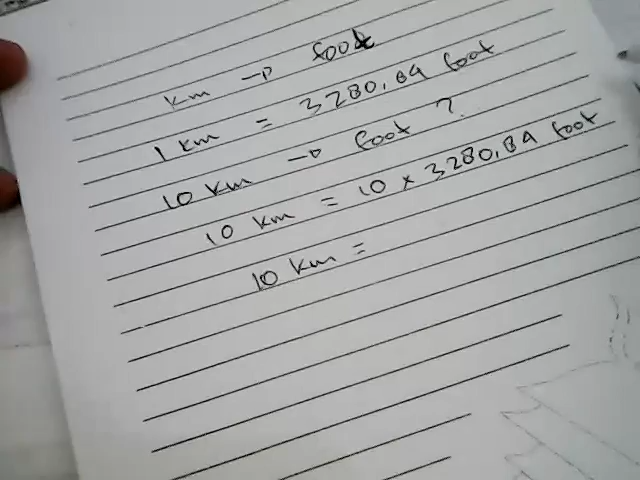 km → foot
1 km = 3280,84 foot
10 km → foot ?
10 km = 10 × 3280,84 foot
10 km =